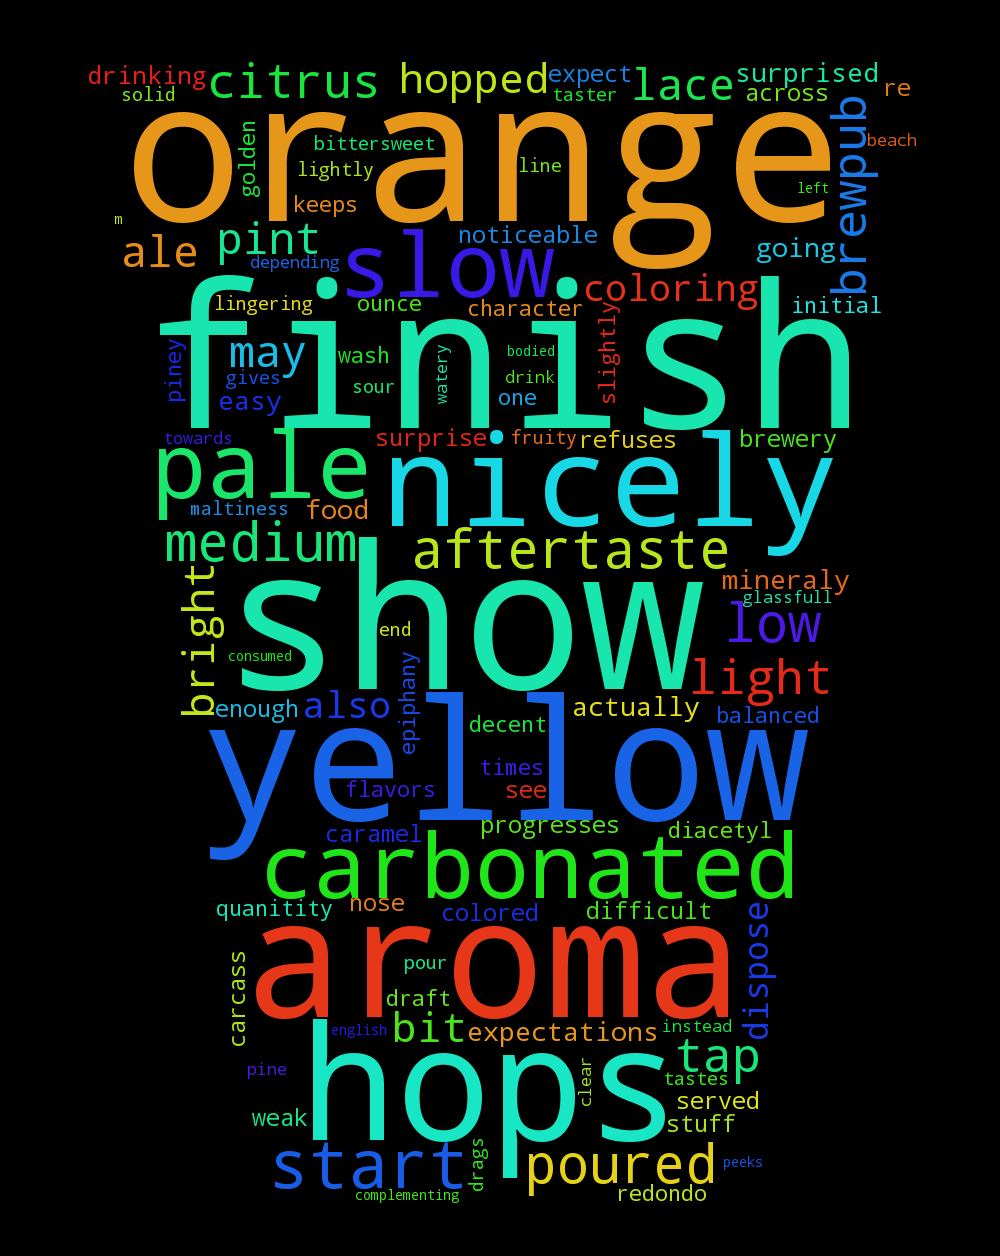 drinking citrus hopped expect lace surprised re
solid taster across
orange
golden bittersweet lightly line keeps left brewpub beach
m ale pint slow noticeable going
depending
lingering ounce character coloring initial
finish
piney may gives easy wash sour watery bodied drink one slightly
towards surprise fruity refuses brewery
pale nicely
maltiness food
medium aftertaste
mineraly
glassfull
bright show low
consumed end epiphany light
enough also actually balanced
decent
yellow
times
flavors see
caramel progresses diacetyl
carbonated
quanitity nose colored difficult
carcass aroma dispose
pour
draft
english bit expectations instead
pine hops clear tap
tastes
weak served
stuff
start drags poured peeks
complementing redondo